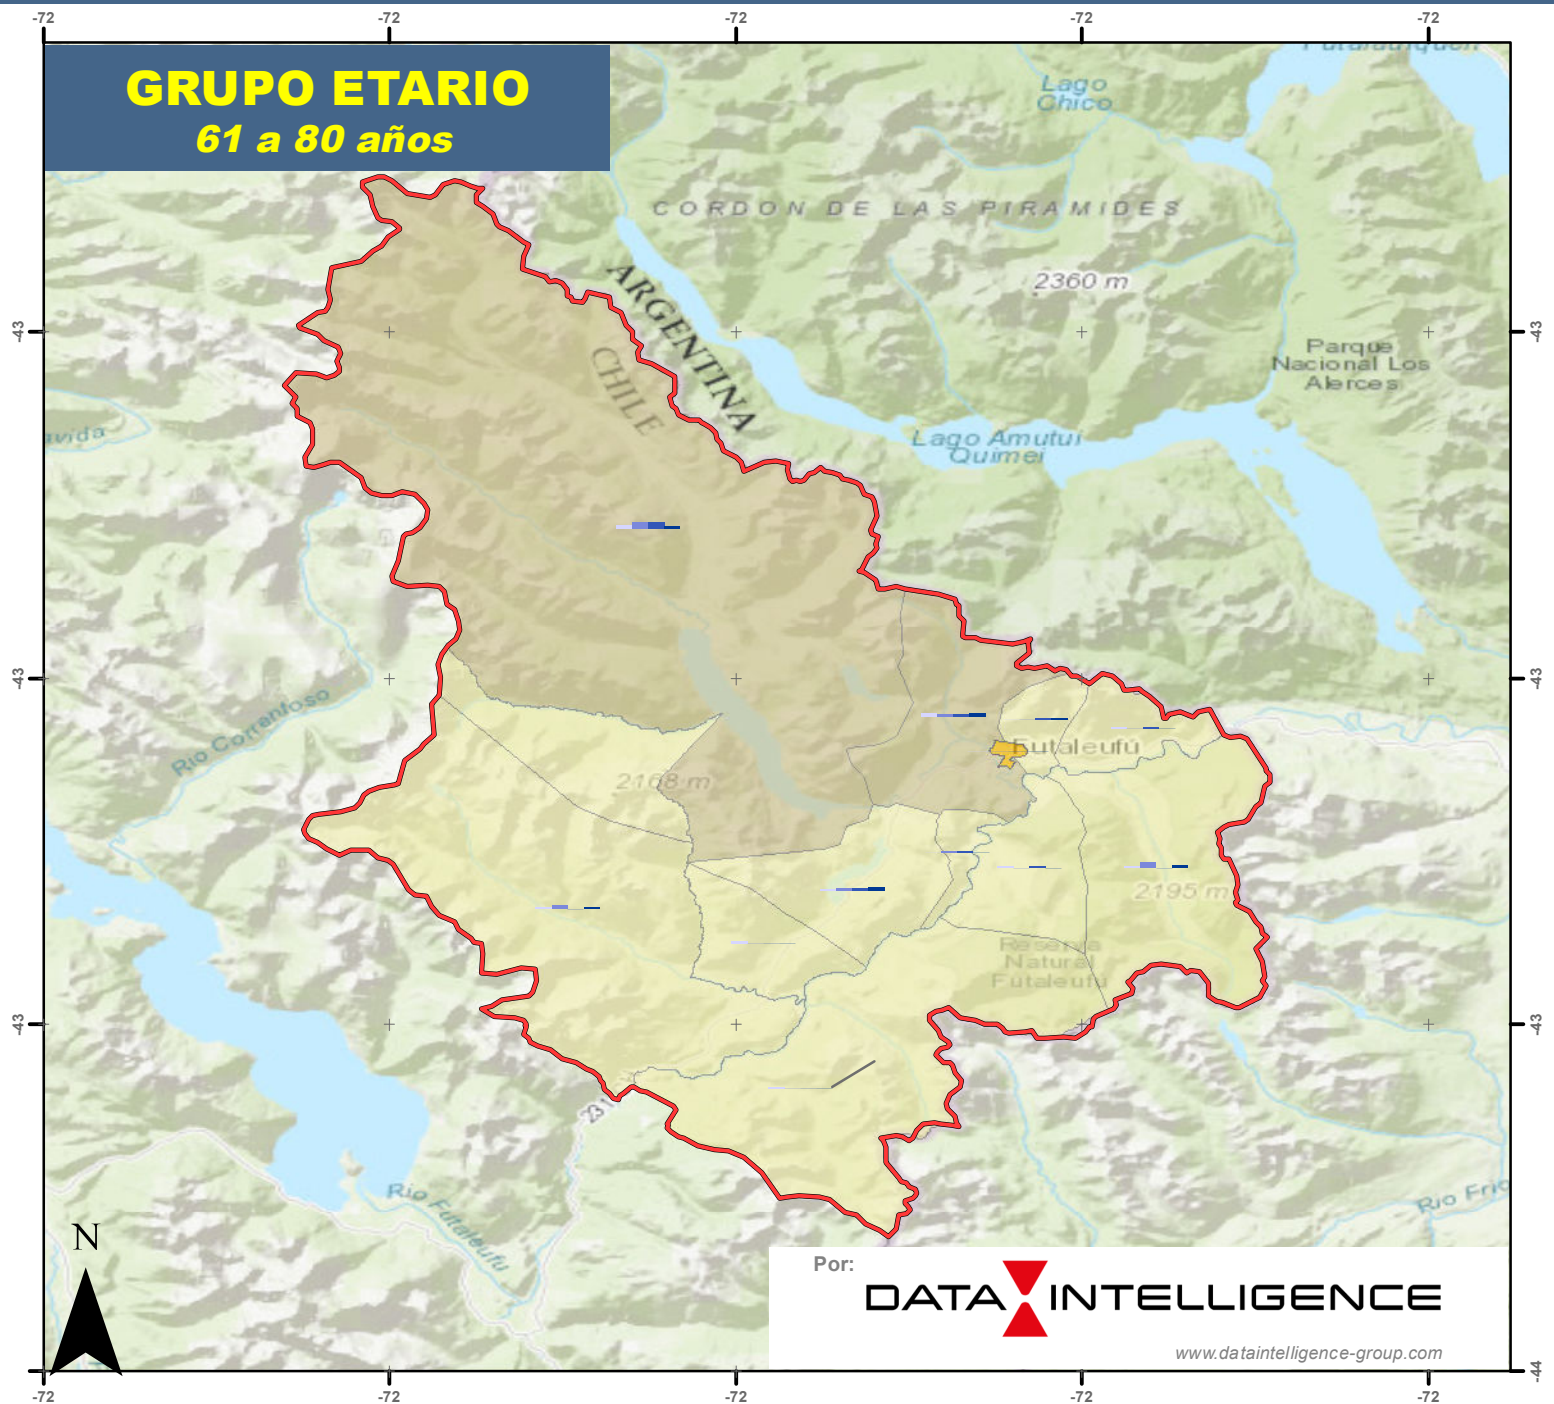 -72 -72 -72 -72 -72
GRUPO ETARIO
61 a 80 años
Lago
Chico
CORDON DE LAS PIRAMIDES
2360 m
ARGENTINA
CHILE
-43 -43
Parque
Nacional Los
Alerces
Lago Amutui
Quimei
-43 -43
Rio Correntoso
Futaleufú
2168 m
2195 m
Reserva
Natural
Futaleufú
-43 -43
231
Rio Futaleufu
Rio Frio
N
Por:
DATA INTELLIGENCE
www.dataintelligence-group.com
-44
-72 -72 -72 -72 -72